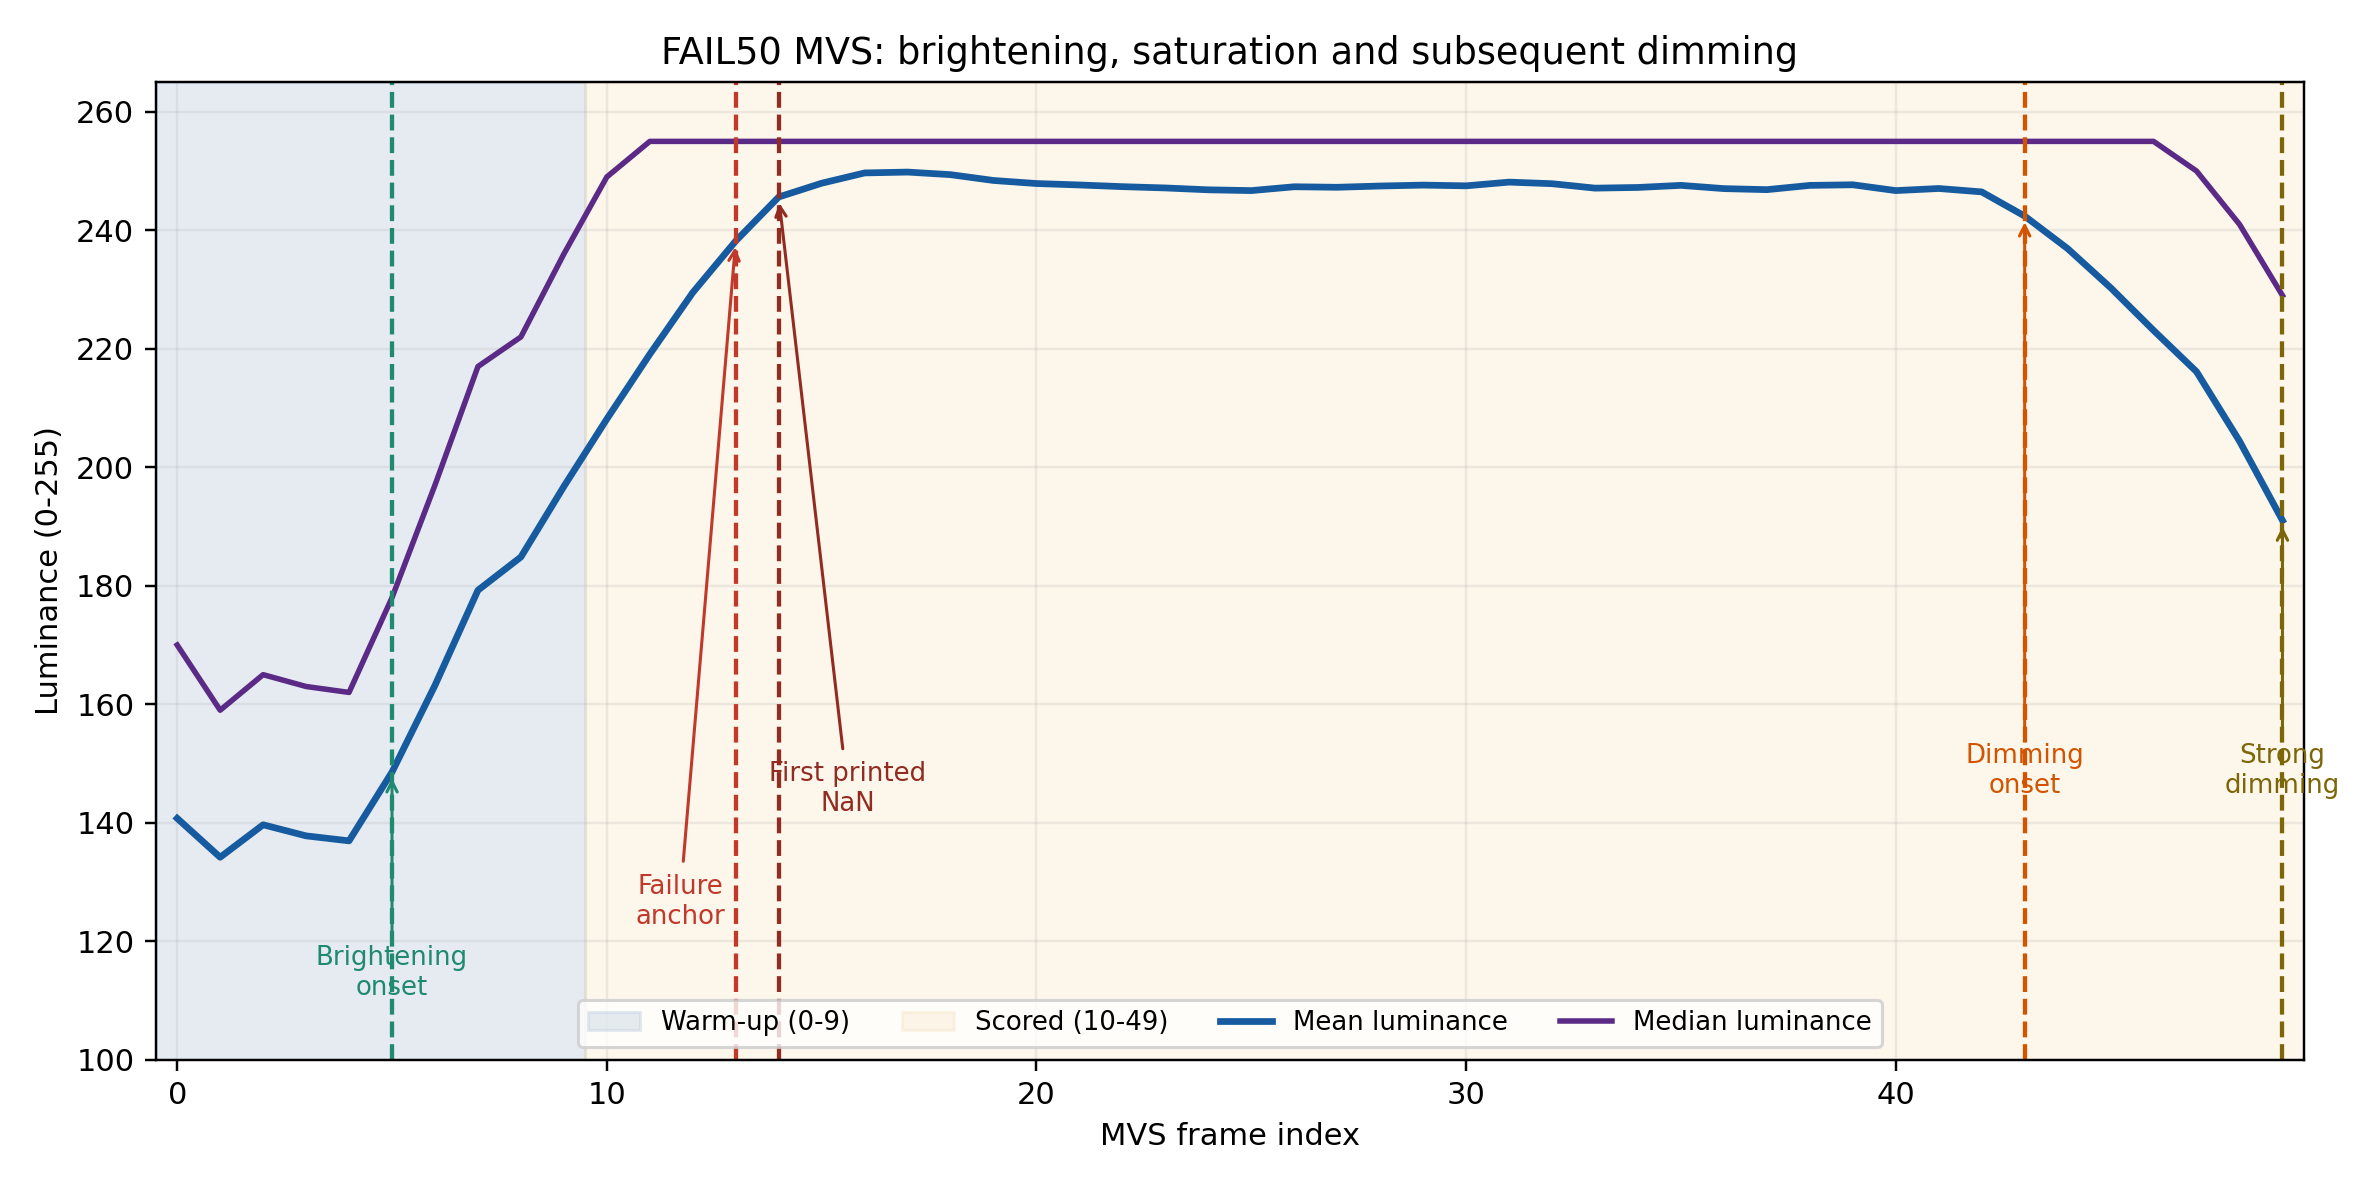 FAIL50 MVS: brightening, saturation and subsequent dimming
Luminance (0-255)
260
240
220
200
180
160
140
120
100
Dimming
onset
Strong
dimming
First printed
NaN
Failure
anchor
Brightening
onset
Warm-up (0-9)
Scored (10-49)
Mean luminance
Median luminance
0
10
20
30
40
MVS frame index